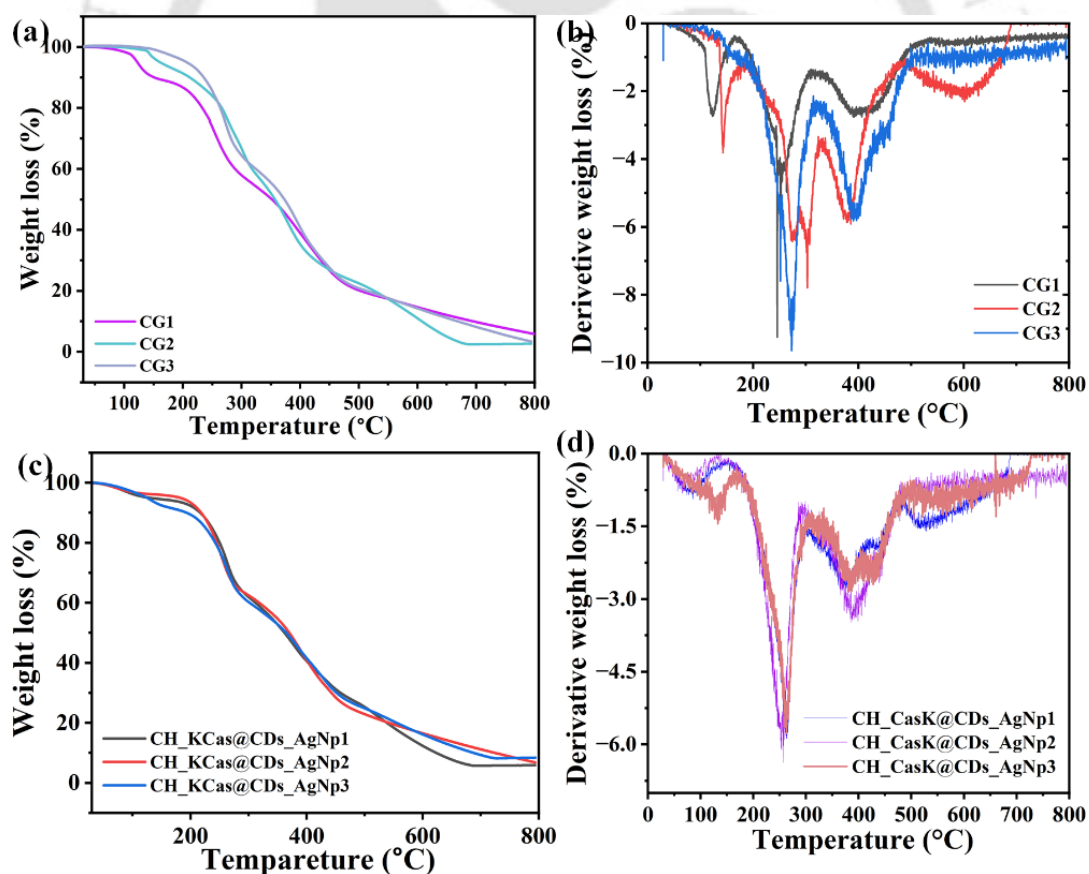 (a)
100
80
60
40
20
0
Weight loss (%)
CG1
CG2
CG3
100 200 300 400 500 600 700 800
Temperature (°C)
(b)
0
−2
−4
−6
−8
−10
Derivetive weight loss (%)
CG1
CG2
CG3
0 200 400 600 800
Temperature (°C)
(c)
100
80
60
40
20
0
Weight loss (%)
CH_KCas@CDs_AgNp1
CH_KCas@CDs_AgNp2
CH_KCas@CDs_AgNp3
200 400 600 800
Tempareture (°C)
(d)
0.0
−1.5
−3.0
−4.5
−6.0
Derivative weight loss (%)
CH_CasK@CDs_AgNp1
CH_CasK@CDs_AgNp2
CH_CasK@CDs_AgNp3
0 100 200 300 400 500 600 700 800
Temperature (°C)